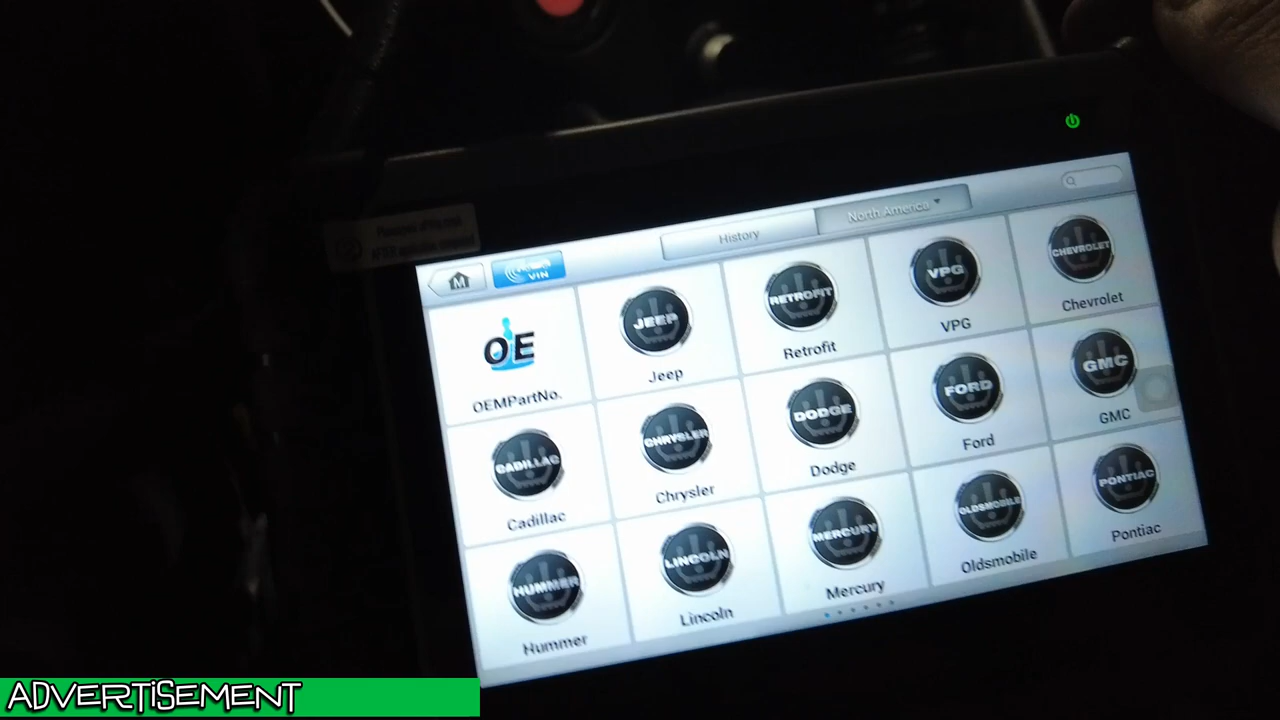 History
North America
VIN
M
OE
OEMPartNo.
JEEP
Jeep
RETROFIT
Retrofit
VPG
VPG
CHEVROLET
Chevrolet
CADILLAC
Cadillac
CHRYSLER
Chrysler
DODGE
Dodge
FORD
Ford
GMC
GMC
HUMMER
Hummer
LINCOLN
Lincoln
MERCURY
Mercury
OLDSMOBILE
Oldsmobile
PONTIAC
Pontiac
ADVERTiSEMENT